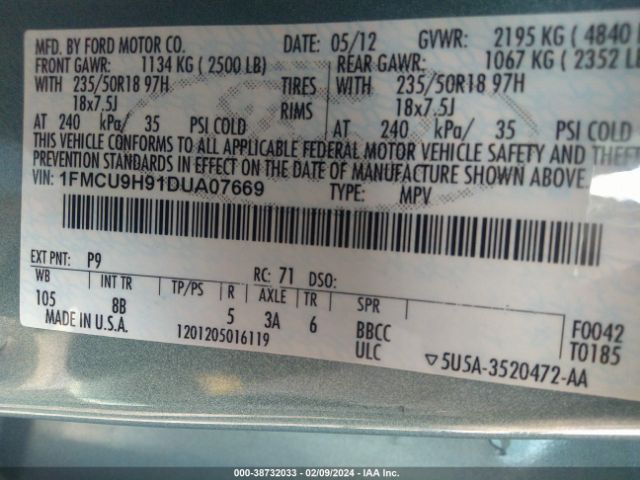 MFD. BY FORD MOTOR CO. DATE: 05/12 GVWR: 2195 KG ( 4840
FRONT GAWR: 1134 KG ( 2500 LB) REAR GAWR: 1067 KG ( 2352 LB
WITH 235/50R18 97H TIRES WITH 235/50R18 97H
18x7.5J RIMS 18x7.5J
AT 240 kPa/ 35 PSI COLD AT 240 kPa/ 35 PSI COLD
THIS VEHICLE CONFORMS TO ALL APPLICABLE FEDERAL MOTOR VEHICLE SAFETY AND THEFT
PREVENTION STANDARDS IN EFFECT ON THE DATE OF MANUFACTURE SHOWN ABOVE.
VIN: 1FMCU9H91DUA07669 TYPE: MPV
EXT PNT: P9 RC: 71 DSO:
WB INT TR TP/PS R AXLE TR SPR
105 8B 5 3A 6 BBCC F0042
MADE IN U.S.A. 1201205016119 ULC T0185
▽5U5A-3520472-AA
000-38732033 - 02/09/2024 - IAA Inc.